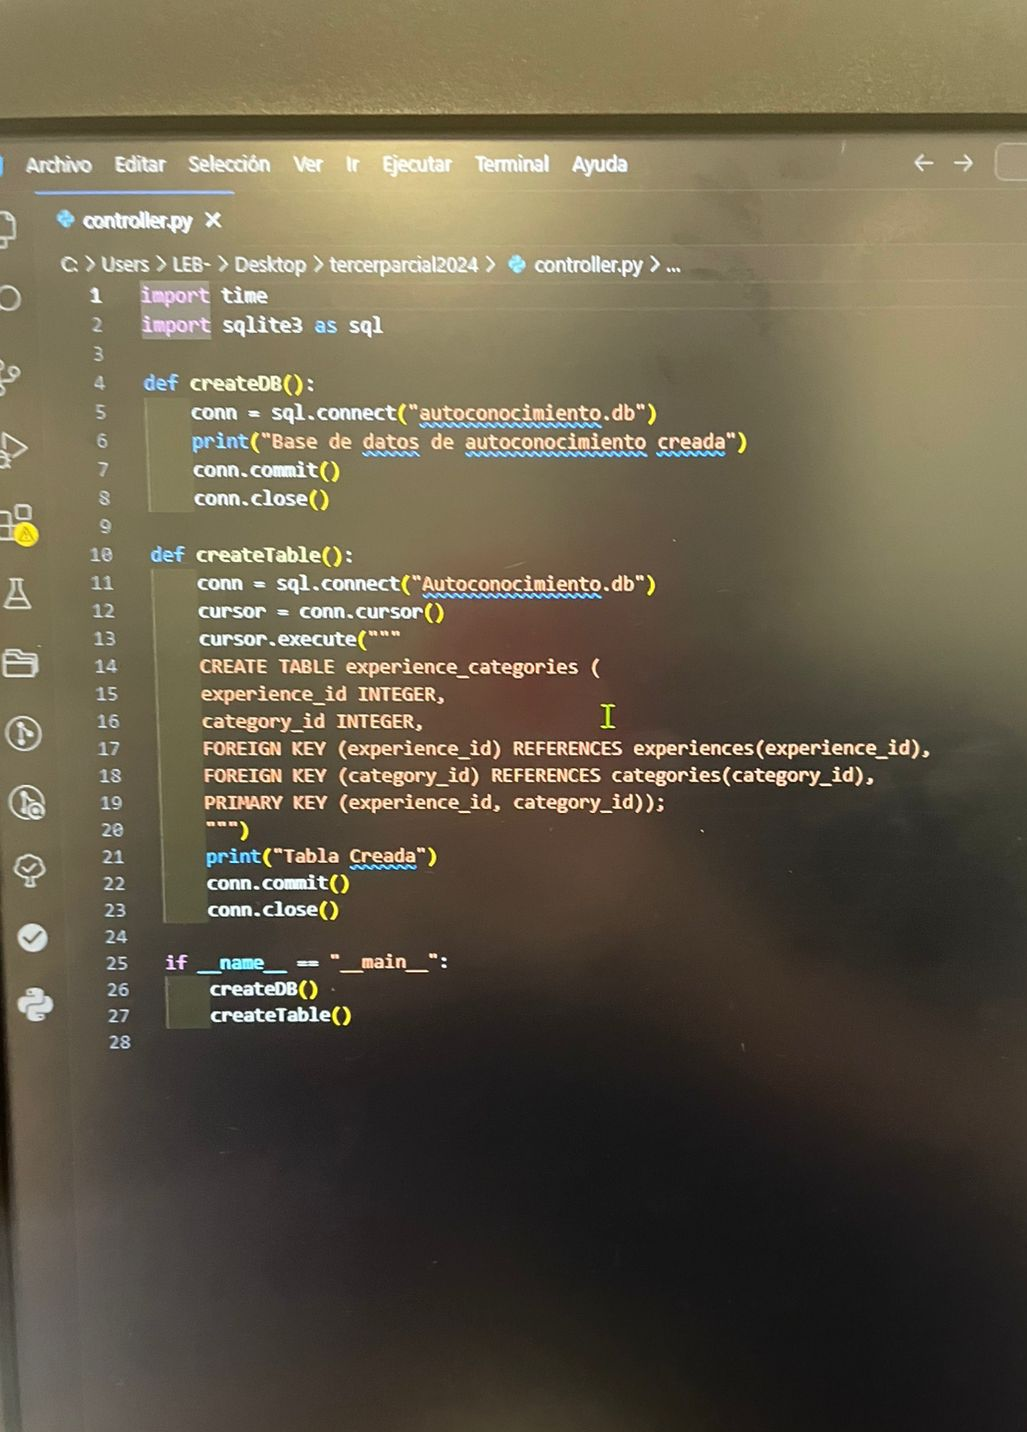 Archivo Editar Selección Ver Ir Ejecutar Terminal Ayuda
controller.py
C: > Users > LEB- > Desktop > tercerparcial2024 > controller.py > ...
1 import time
2 import sqlite3 as sql
3
4 def createDB():
5 conn = sql.connect("autoconocimiento.db")
6 print("Base de datos de autoconocimiento creada")
7 conn.commit()
8 conn.close()
9
10 def createTable():
11 conn = sql.connect("Autoconocimiento.db")
12 cursor = conn.cursor()
13 cursor.execute("""
14 CREATE TABLE experience_categories (
15 experience_id INTEGER,
16 category_id INTEGER,
17 FOREIGN KEY (experience_id) REFERENCES experiences(experience_id),
18 FOREIGN KEY (category_id) REFERENCES categories(category_id),
19 PRIMARY KEY (experience_id, category_id));
20 """)
21 print("Tabla Creada")
22 conn.commit()
23 conn.close()
24
25 if __name__ == "__main__":
26 createDB()
27 createTable()
28